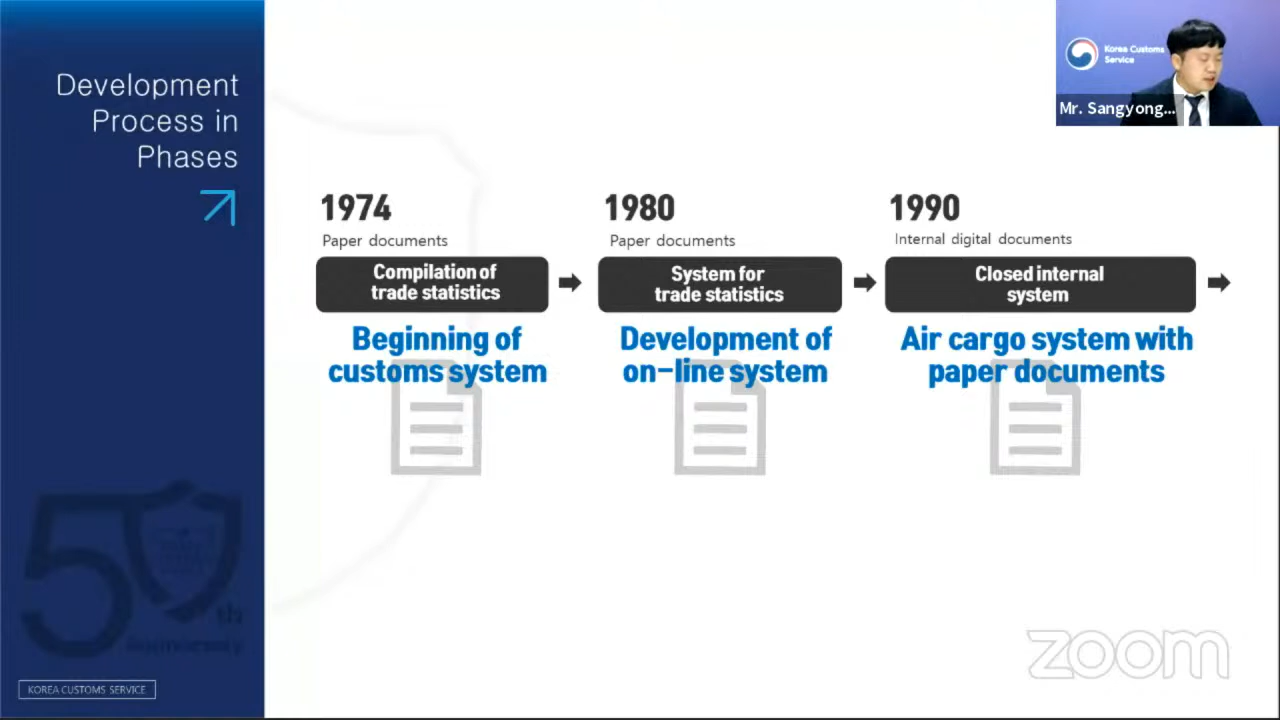 Development
Process in
Phases
Korea Customs
Service
Mr. Sangyong...
1974
Paper documents
Compilation of
trade statistics
Beginning of
customs system
1980
Paper documents
System for
trade statistics
Development of
on-line system
1990
Internal digital documents
Closed internal
system
Air cargo system with
paper documents
50th
KOREA CUSTOMS SERVICE
zoom